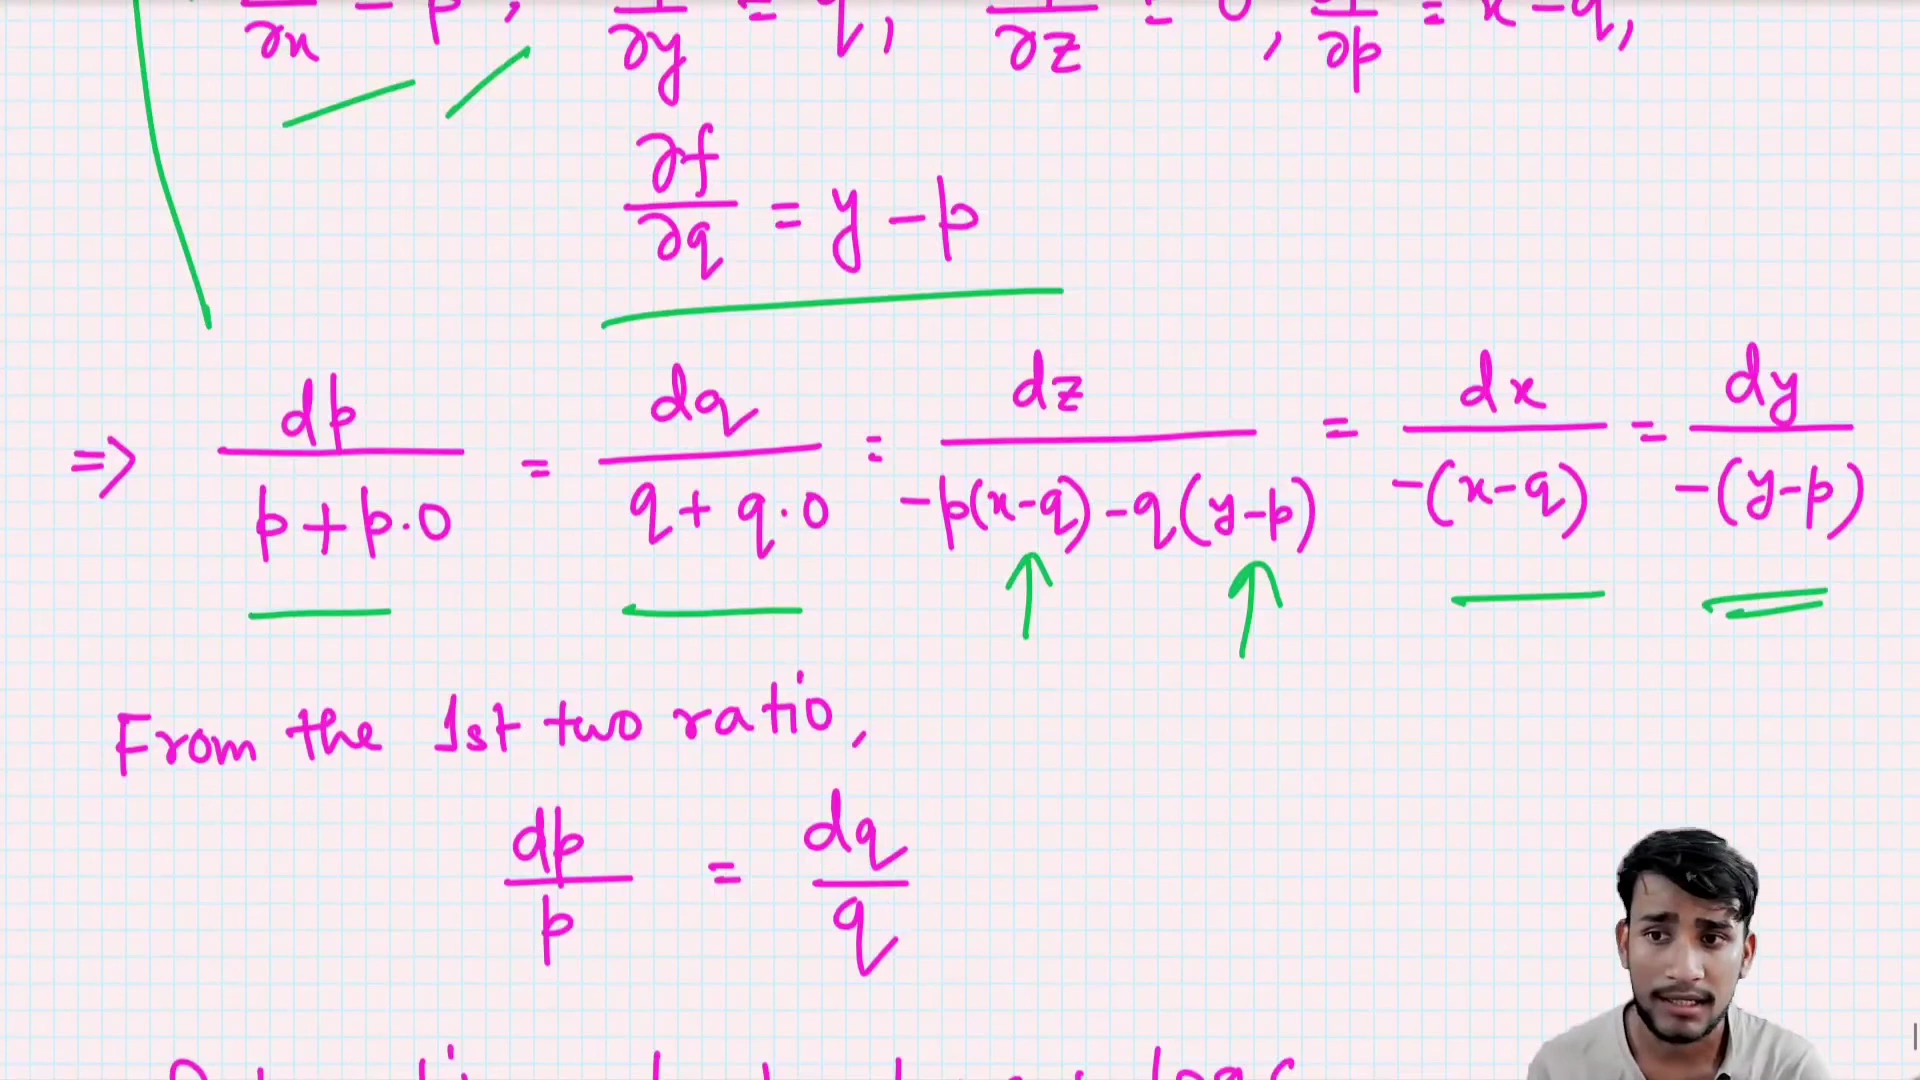 ∂x = p, ∂y = q, ∂z = 0, ∂p = x-q,
∂f/∂q = y-p
=> dp/(p+p.0) = dq/(q+q.0) = dz/(-p(x-q)-q(y-p)) = dx/(-(x-q)) = dy/(-(y-p))
From the 1st two ratio,
dp/p = dq/q